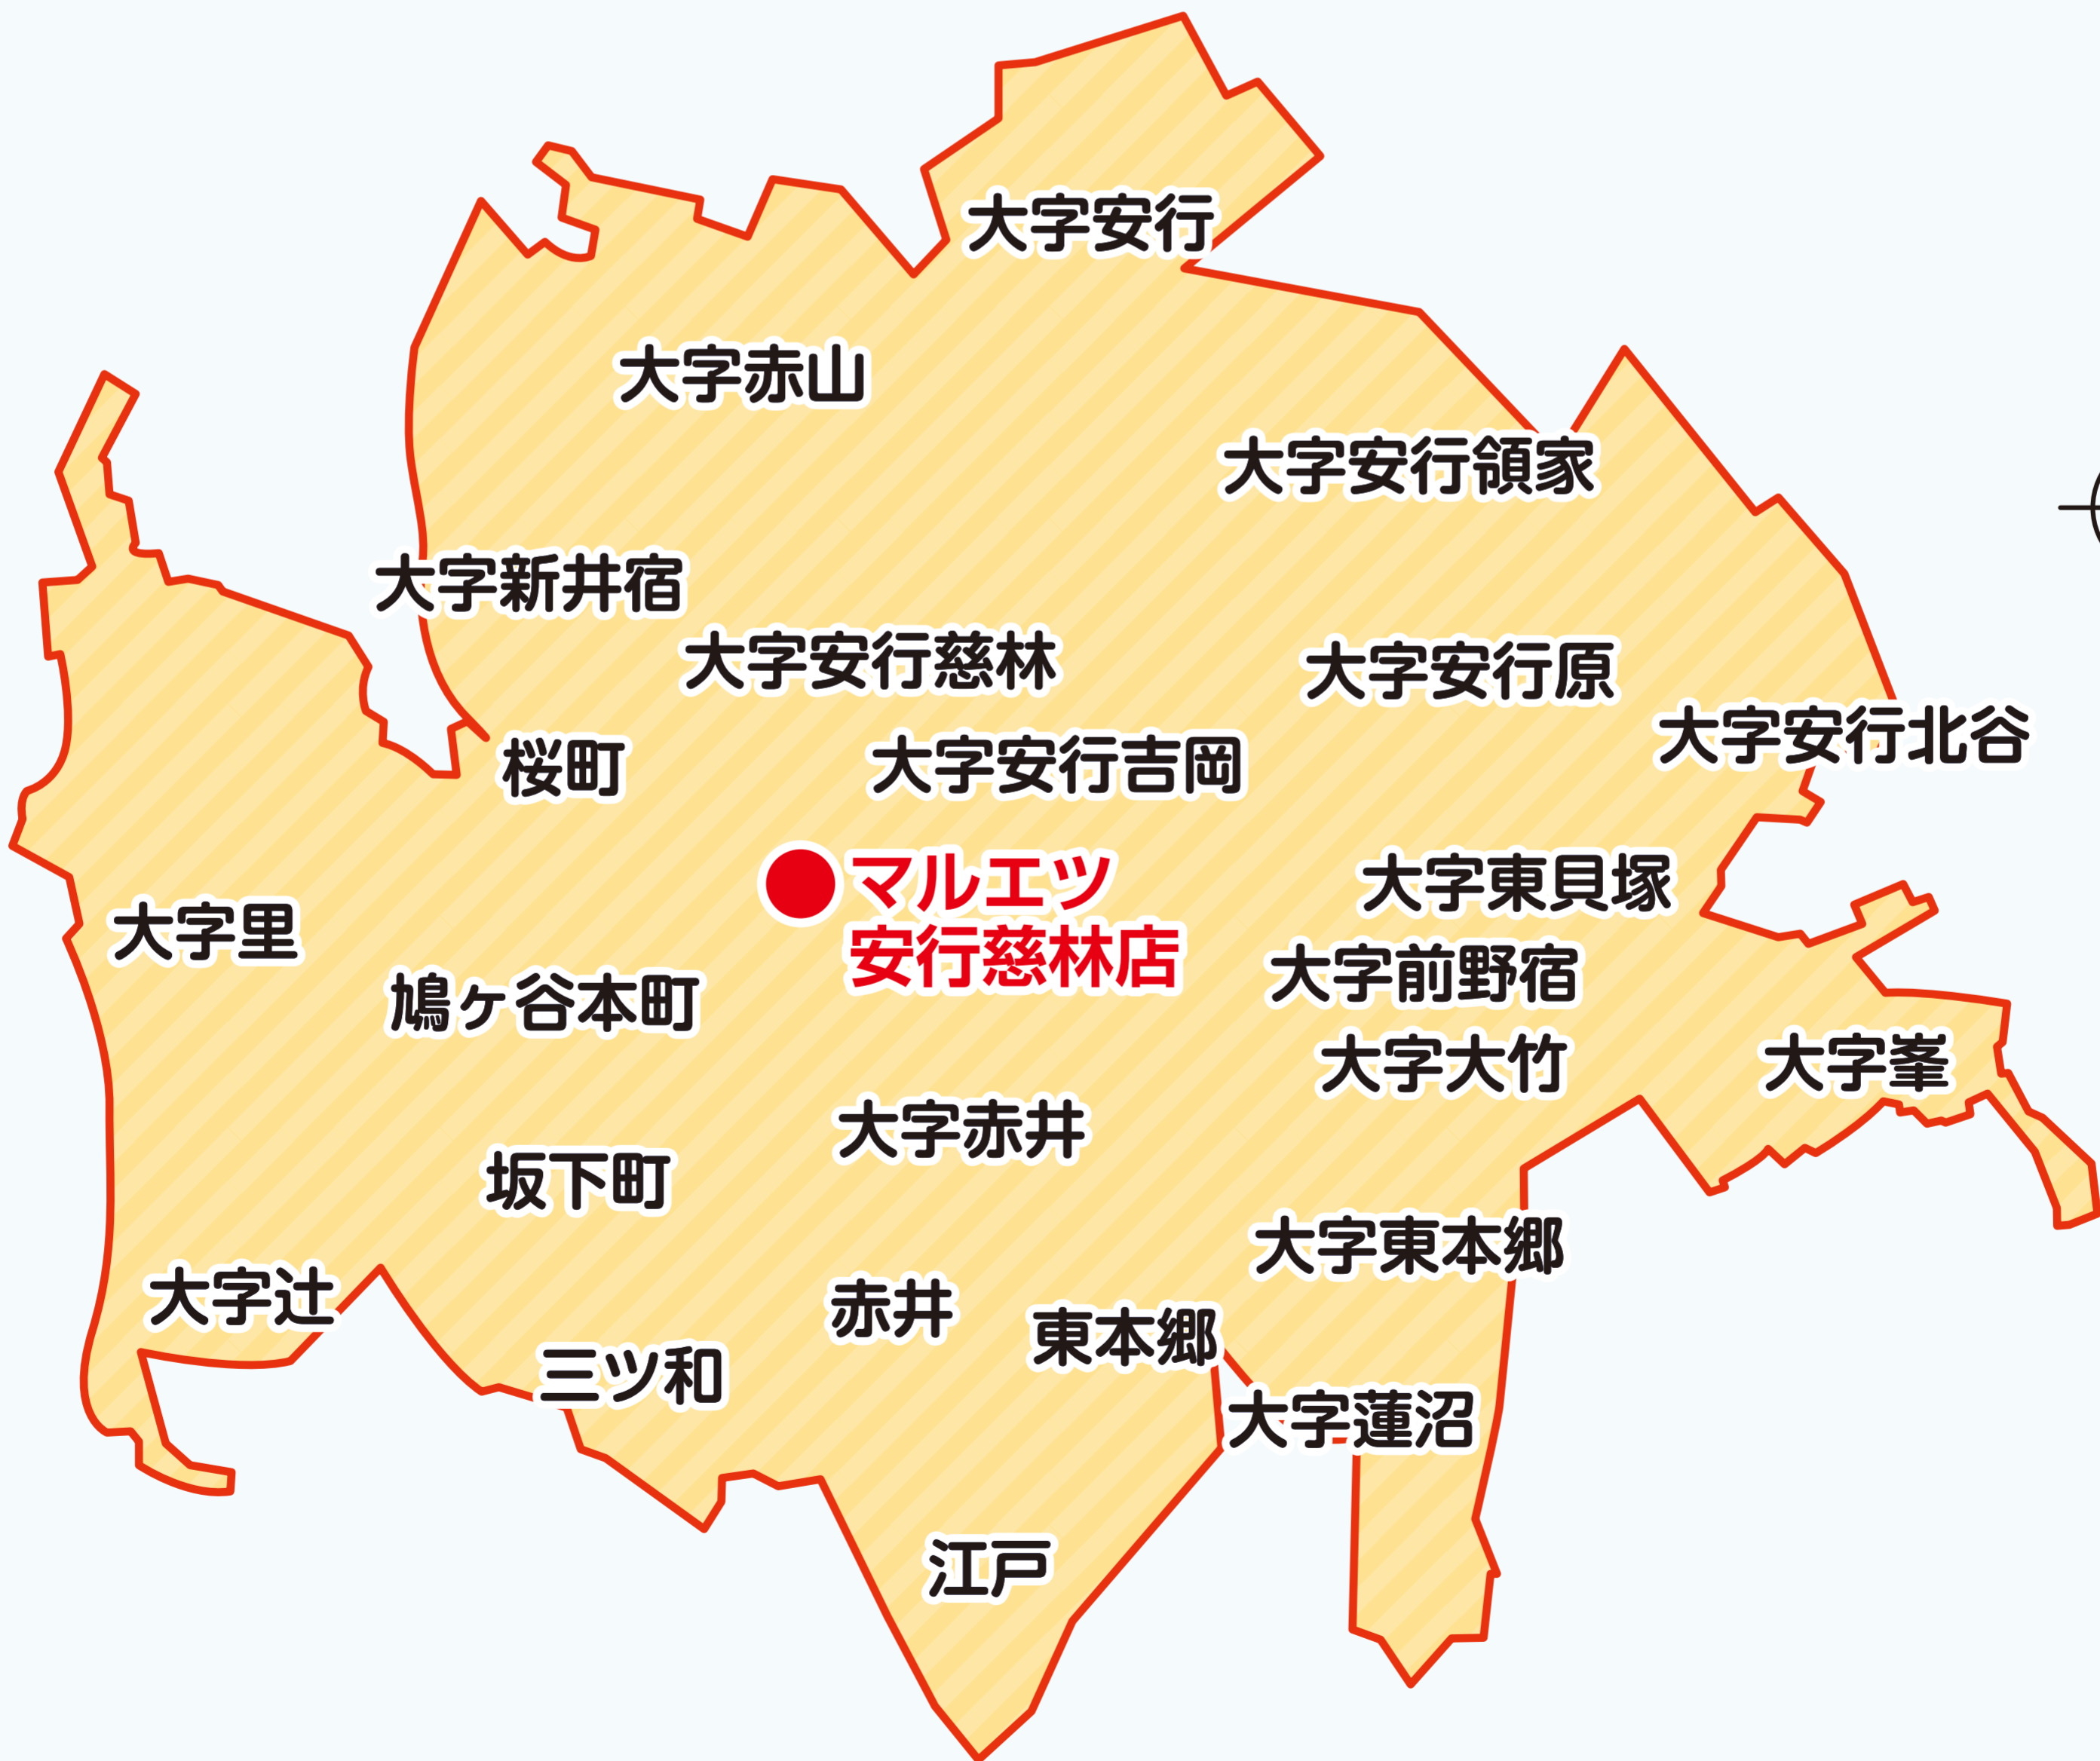 大字安行
大字赤山
大字安行領家
大字新井宿
大字安行慈林
大字安行原
大字安行北谷
桜町
大字安行吉岡
マルエツ
安行慈林店
大字東貝塚
大字里
大字前野宿
鳩ヶ谷本町
大字大竹
大字峯
大字赤井
坂下町
大字東本郷
大字辻
赤井
東本郷
三ツ和
大字蓮沼
江戸